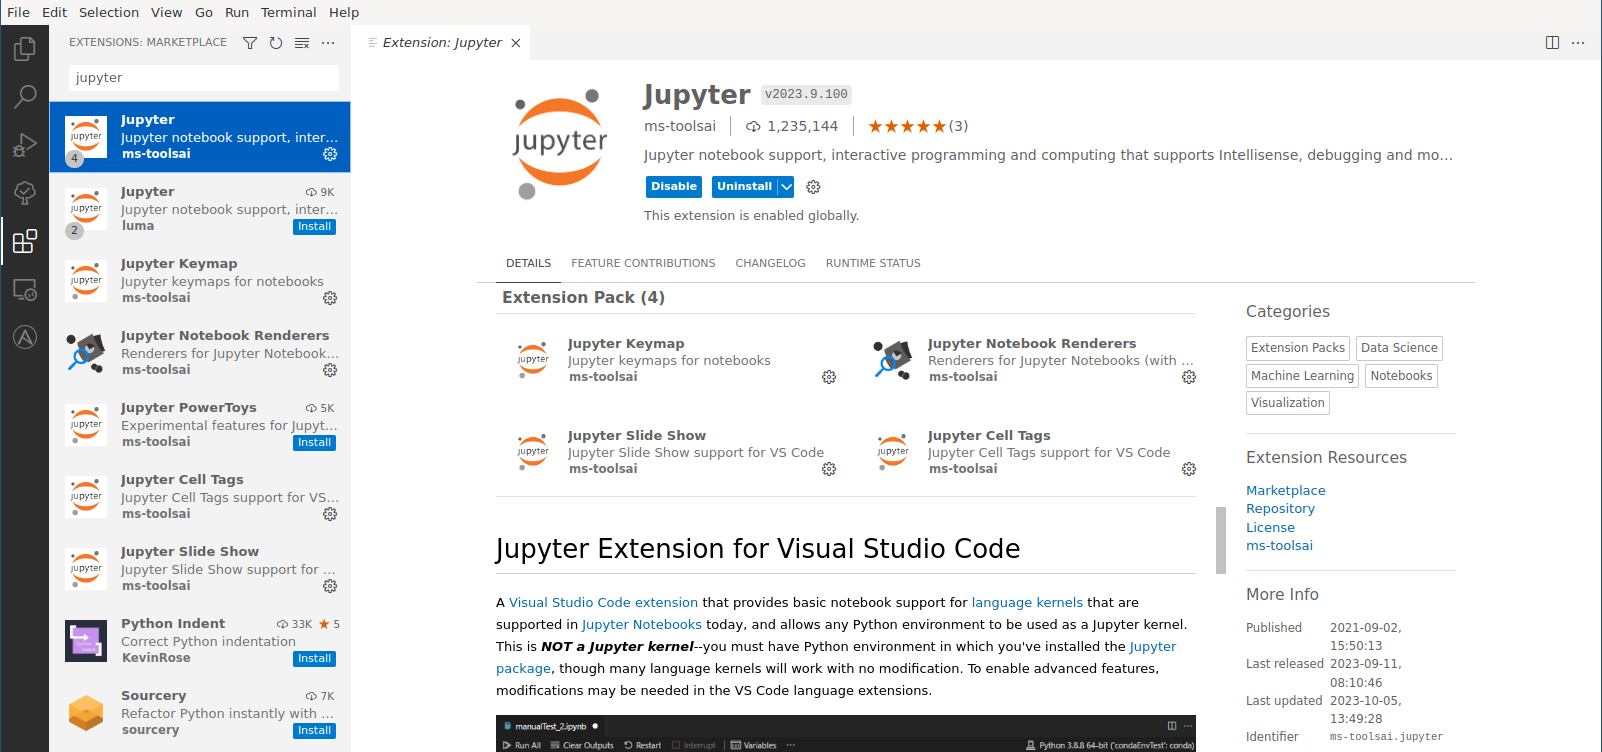 File Edit Selection View Go Run Terminal Help
EXTENSIONS: MARKETPLACE
jupyter
Jupyter
Jupyter notebook support, inter...
ms-toolsai
4
Jupyter 9K
Jupyter notebook support, inter...
luma Install
2
Jupyter Keymap
Jupyter keymaps for notebooks
ms-toolsai
Jupyter Notebook Renderers
Renderers for Jupyter Notebook...
ms-toolsai
Jupyter PowerToys 5K
Experimental features for Jupyt...
ms-toolsai Install
Jupyter Cell Tags
Jupyter Cell Tags support for VS...
ms-toolsai
Jupyter Slide Show
Jupyter Slide Show support for ...
ms-toolsai
Python Indent 33K ★ 5
Correct Python indentation
KevinRose Install
Sourcery 7K
Refactor Python instantly with ...
sourcery Install
Extension: Jupyter
jupyter
Jupyter v2023.9.100
ms-toolsai 1,235,144 ★★★★★(3)
Jupyter notebook support, interactive programming and computing that supports Intellisense, debugging and mo...
Disable Uninstall
This extension is enabled globally.
DETAILS FEATURE CONTRIBUTIONS CHANGELOG RUNTIME STATUS
Extension Pack (4)
Jupyter Keymap
Jupyter keymaps for notebooks
ms-toolsai
Jupyter Notebook Renderers
Renderers for Jupyter Notebooks (with ...
ms-toolsai
Jupyter Slide Show
Jupyter Slide Show support for VS Code
ms-toolsai
Jupyter Cell Tags
Jupyter Cell Tags support for VS Code
ms-toolsai
Jupyter Extension for Visual Studio Code
A Visual Studio Code extension that provides basic notebook support for language kernels that are
supported in Jupyter Notebooks today, and allows any Python environment to be used as a Jupyter kernel.
This is NOT a Jupyter kernel--you must have Python environment in which you've installed the Jupyter
package, though many language kernels will work with no modification. To enable advanced features,
modifications may be needed in the VS Code language extensions.
manualTest_2.ipynb
Run All Clear Outputs Restart Interrupt Variables ... Python 3.8.8 64-bit ('condaEnvTest': conda)
Categories
Extension Packs Data Science
Machine Learning Notebooks
Visualization
Extension Resources
Marketplace
Repository
License
ms-toolsai
More Info
Published 2021-09-02,
15:50:13
Last released 2023-09-11,
08:10:46
Last updated 2023-10-05,
13:49:28
Identifier ms-toolsai.jupyter